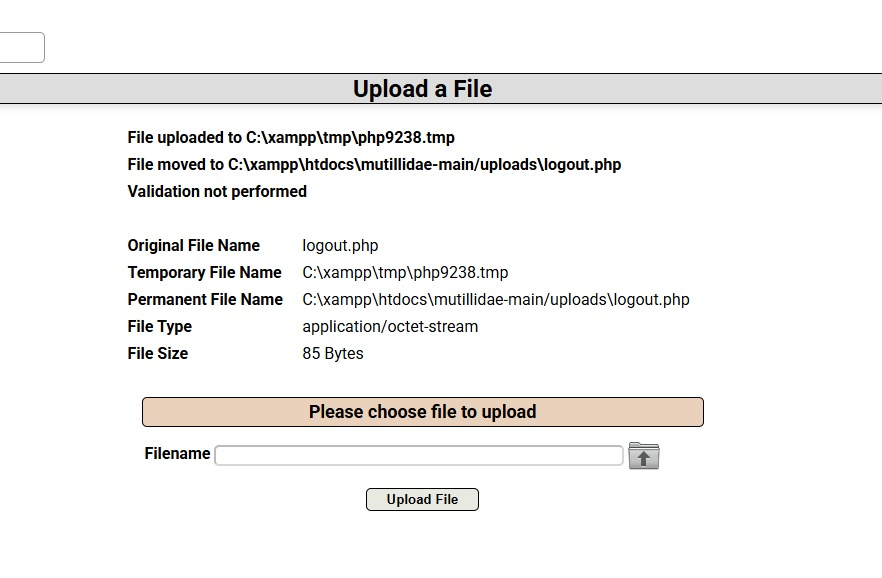 Upload a File
File uploaded to C:\xampp\tmp\php9238.tmp
File moved to C:\xampp\htdocs\mutillidae-main/uploads\logout.php
Validation not performed
Original File Name logout.php
Temporary File Name C:\xampp\tmp\php9238.tmp
Permanent File Name C:\xampp\htdocs\mutillidae-main/uploads\logout.php
File Type application/octet-stream
File Size 85 Bytes
Please choose file to upload
Filename
Upload File